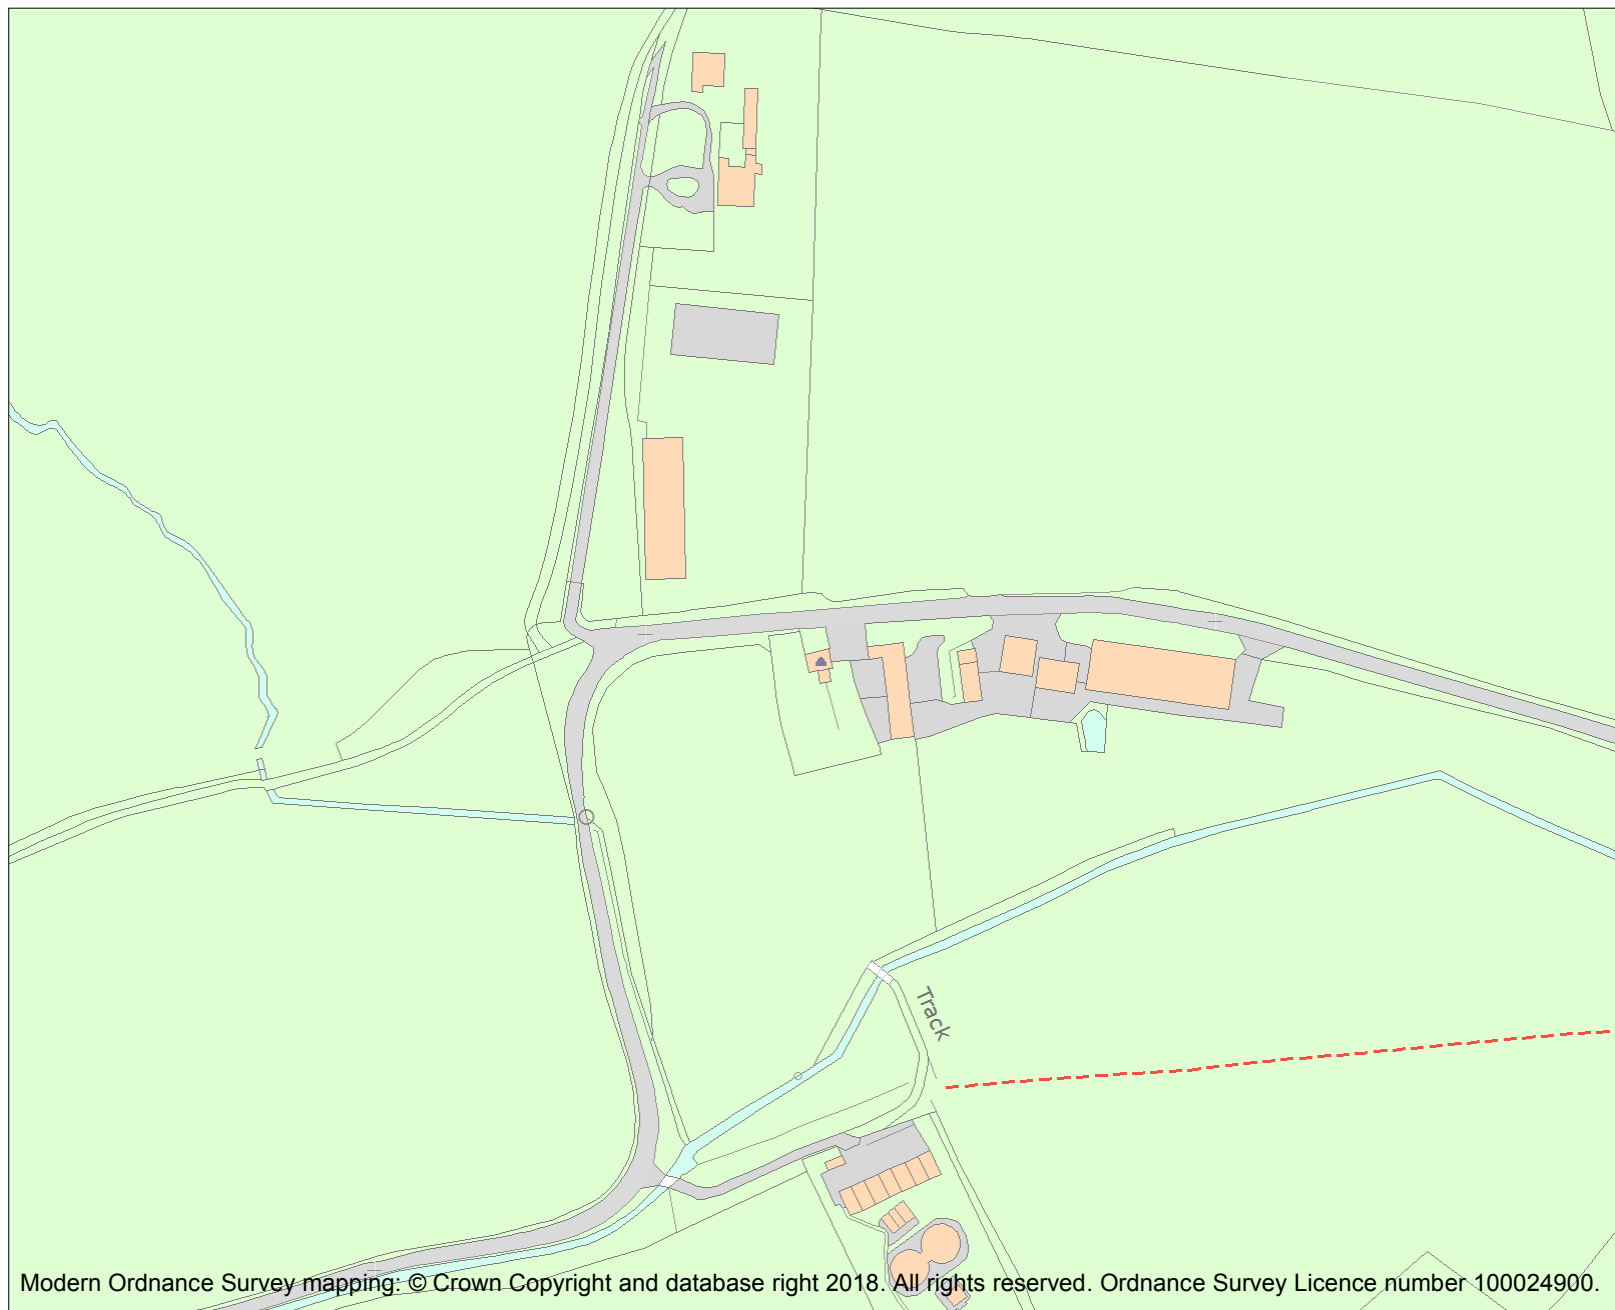 Track
Modern Ordnance Survey mapping: © Crown Copyright and database right 2018. All rights reserved. Ordnance Survey Licence number 100024900.